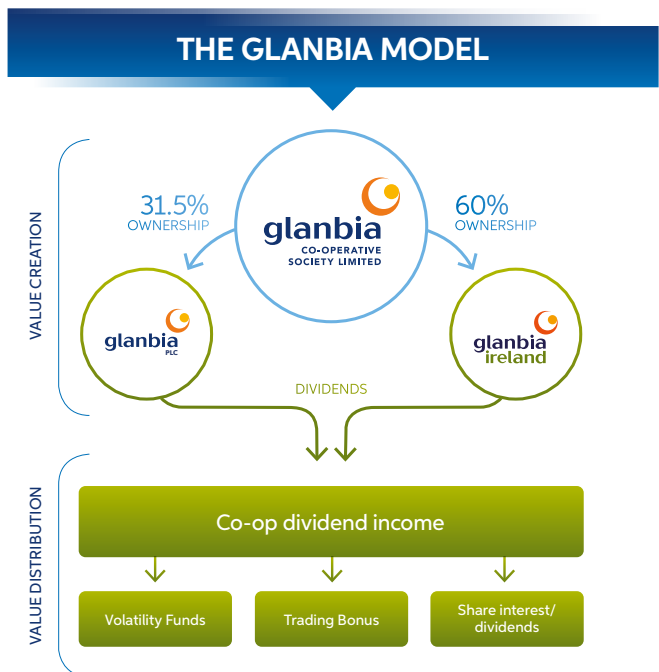 THE GLANBIA MODEL
VALUE CREATION
31.5%
OWNERSHIP
glanbia
CO-OPERATIVE
SOCIETY LIMITED
60%
OWNERSHIP
glanbia
PLC
glanbia
ireland
DIVIDENDS
VALUE DISTRIBUTION
Co-op dividend income
Volatility Funds
Trading Bonus
Share interest/
dividends